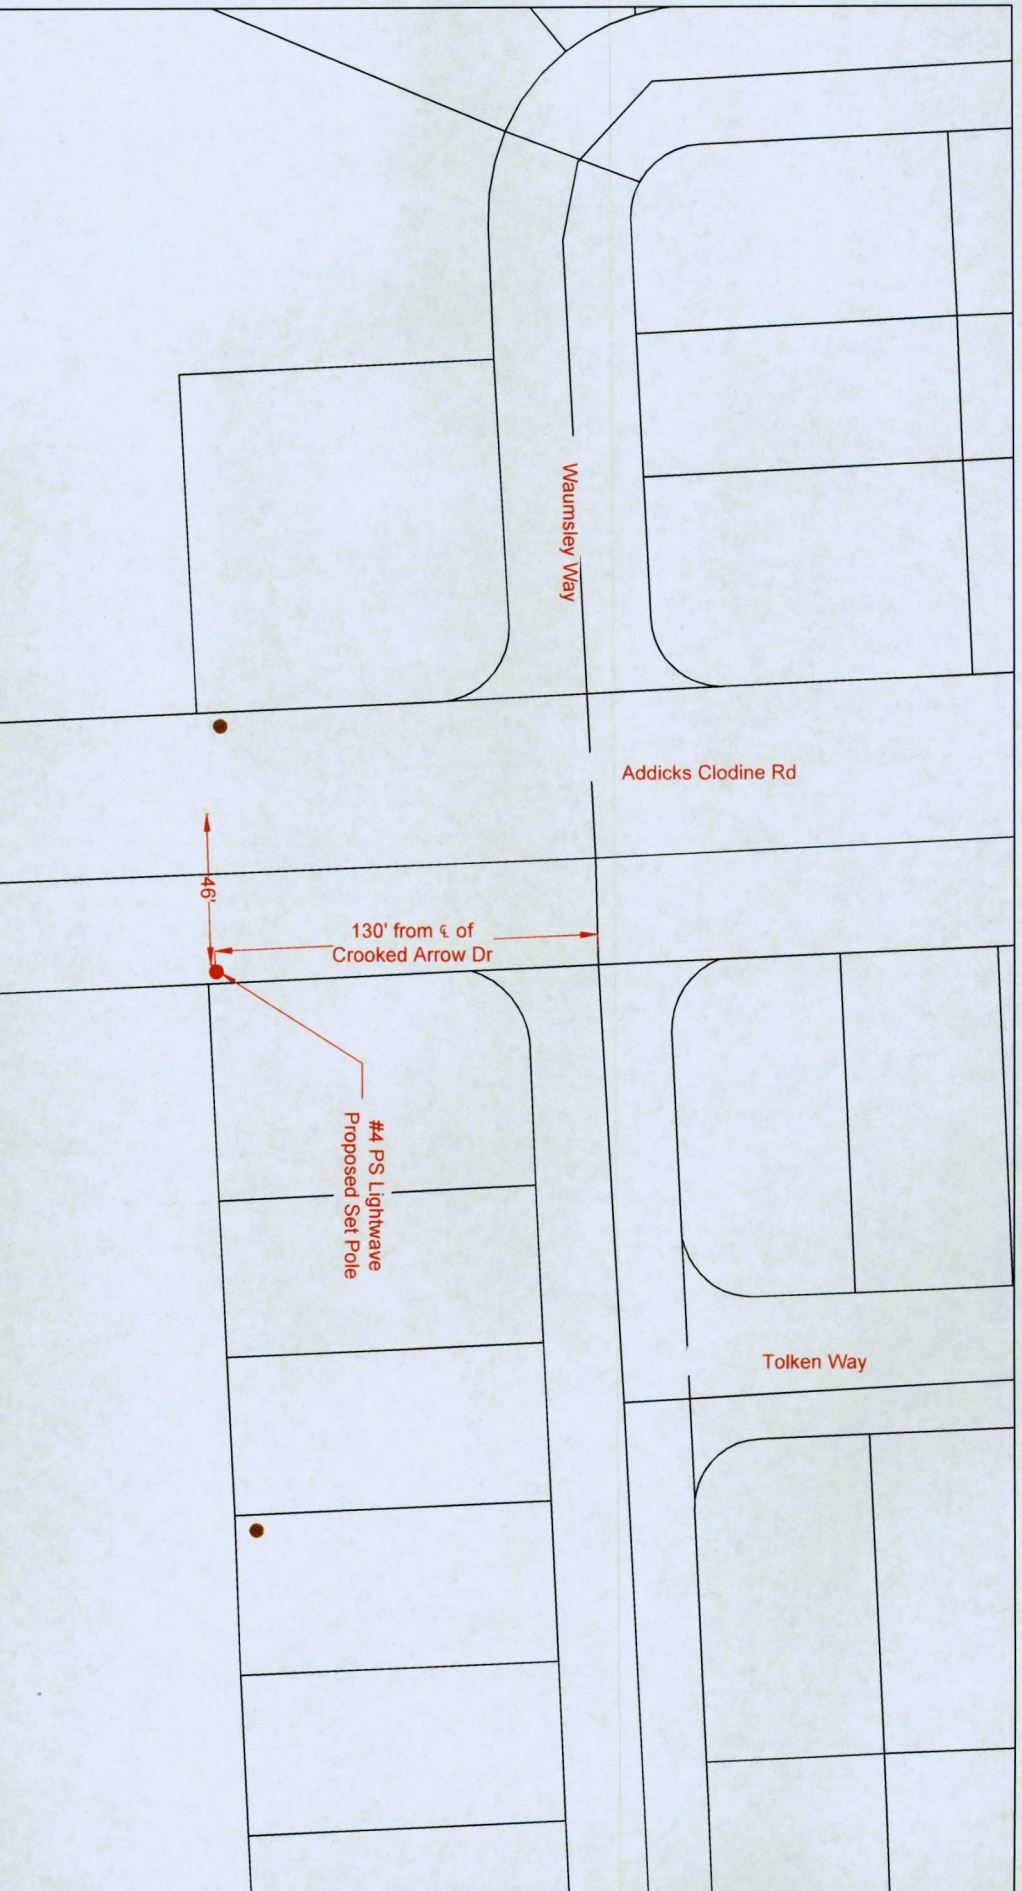 Waumsley Way
Addicks Clodine Rd
46'
130' from ℄ of
Crooked Arrow Dr
#4 PS Lightwave
Proposed Set Pole
Tolken Way